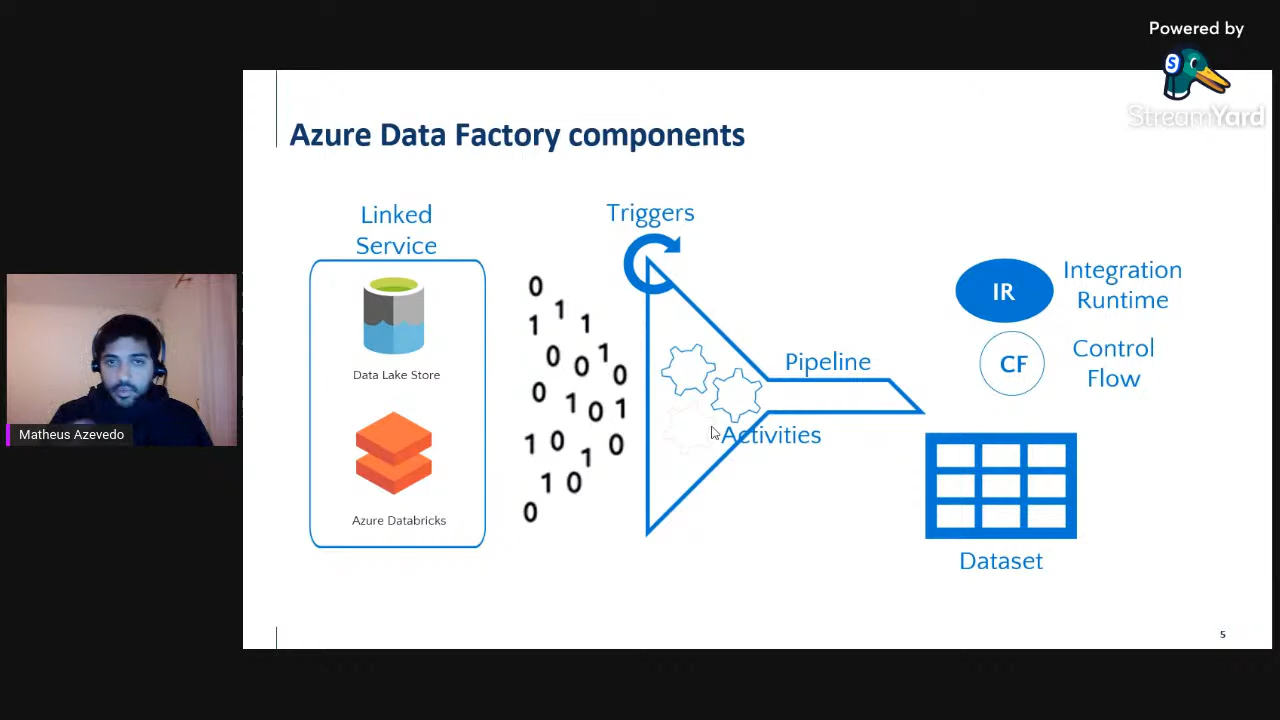 Powered by
StreamYard
Azure Data Factory components
Linked
Service
Data Lake Store
Azure Databricks
0
1
1 1
0 1
0 0
0
1 0 1
1 0 0
1
1 0
0
Triggers
Pipeline
Activities
IR
Integration
Runtime
CF
Control
Flow
Dataset
Matheus Azevedo
5